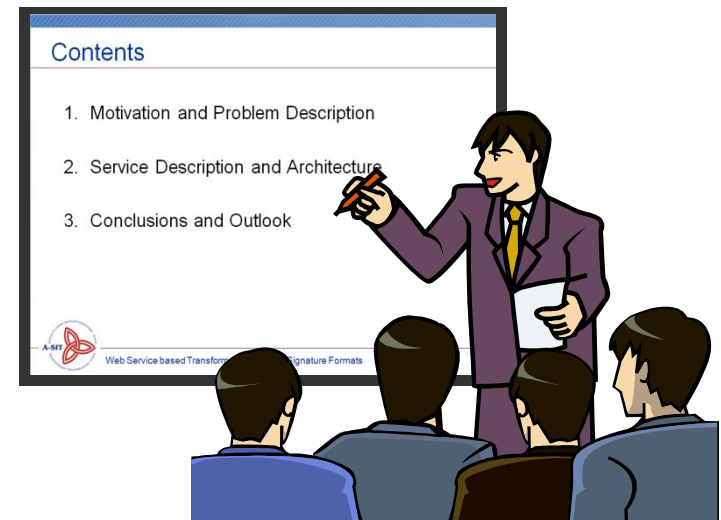 Contents
1. Motivation and Problem Description
2. Service Description and Architecture
3. Conclusions and Outlook
A-SIT
Web Service based Signature Formats